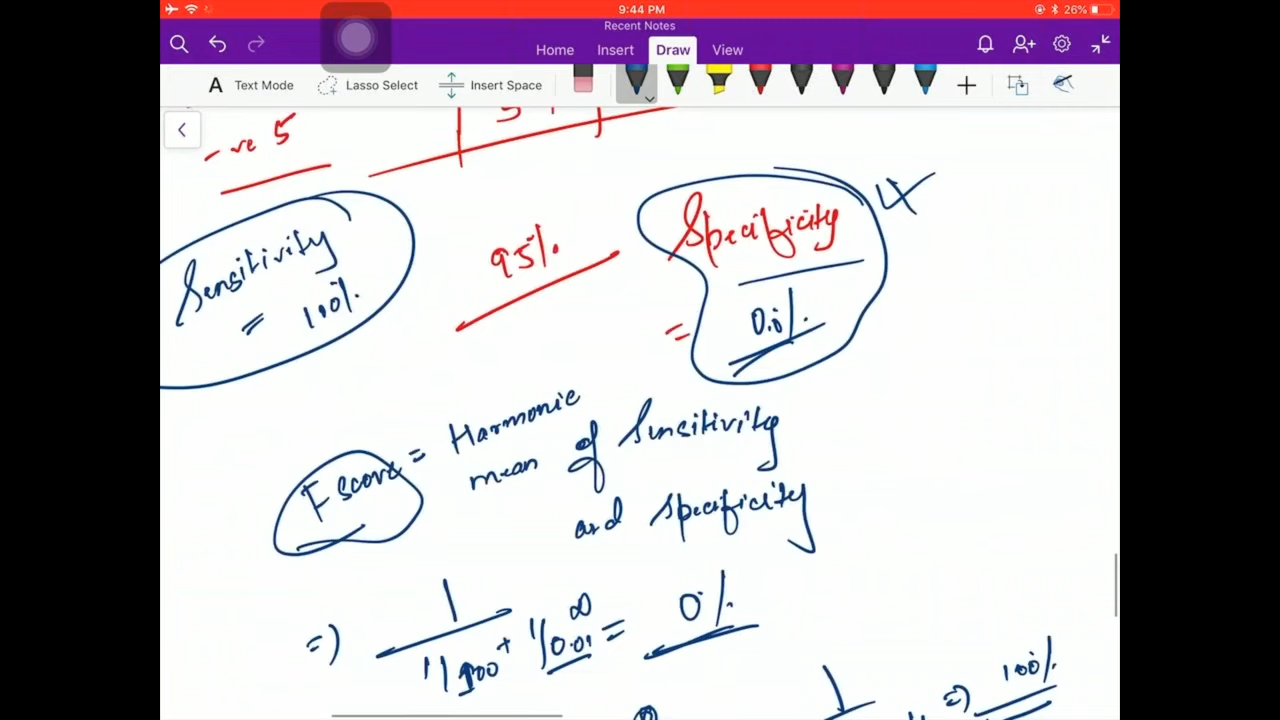 9:44 PM
26%
Recent Notes
Home Insert Draw View
Text Mode Lasso Select Insert Space
-ve 5
Sensitivity
= 100%
95%
Specificity
= 0.0%
F score = Harmonic
mean of Sensitivity
and Specificity
=) 1
1/100 + 1/0.01 = 0%
∞
1
=) 100%